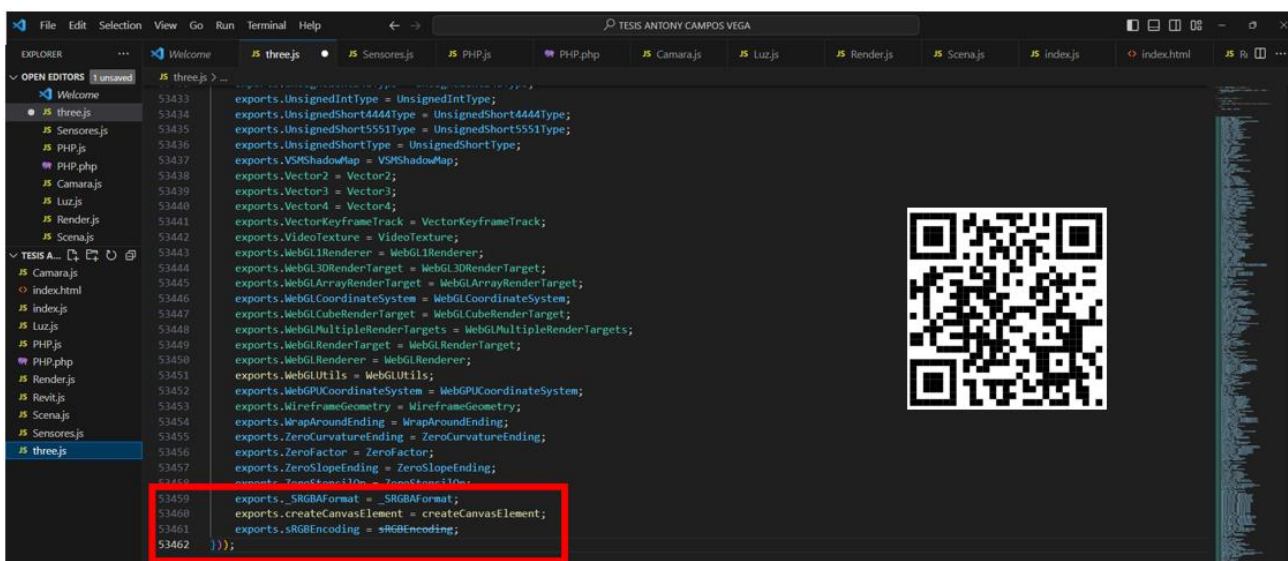 File Edit Selection View Go Run Terminal Help
TESIS ANTONY CAMPOS VEGA
EXPLORER
Welcome
three.js
Sensores.js
PHP.js
PHP.php
Camara.js
Luz.js
Render.js
Scena.js
index.js
index.html
OPEN EDITORS 1 unsaved
Welcome
three.js
Sensores.js
PHP.js
PHP.php
Camara.js
Luz.js
Render.js
Scena.js
TESIS A...
Camara.js
index.html
index.js
Luz.js
PHP.js
PHP.php
Render.js
Revit.js
Scena.js
Sensores.js
three.js
three.js > ...
53433 exports.UnsignedIntType = UnsignedIntType;
53434 exports.UnsignedShort4444Type = UnsignedShort4444Type;
53435 exports.UnsignedShort5551Type = UnsignedShort5551Type;
53436 exports.UnsignedShortType = UnsignedShortType;
53437 exports.VSMShadowMap = VSMShadowMap;
53438 exports.Vector2 = Vector2;
53439 exports.Vector3 = Vector3;
53440 exports.Vector4 = Vector4;
53441 exports.VectorKeyframeTrack = VectorKeyframeTrack;
53442 exports.VideoTexture = VideoTexture;
53443 exports.WebGL1Renderer = WebGL1Renderer;
53444 exports.WebGL3DRenderTarget = WebGL3DRenderTarget;
53445 exports.WebGLArrayRenderTarget = WebGLArrayRenderTarget;
53446 exports.WebGLCoordinateSystem = WebGLCoordinateSystem;
53447 exports.WebGLCubeRenderTarget = WebGLCubeRenderTarget;
53448 exports.WebGLMultipleRenderTargets = WebGLMultipleRenderTargets;
53449 exports.WebGLRenderTarget = WebGLRenderTarget;
53450 exports.WebGLRenderer = WebGLRenderer;
53451 exports.WebGLUtils = WebGLUtils;
53452 exports.WebGPUCoordinateSystem = WebGPUCoordinateSystem;
53453 exports.WireframeGeometry = WireframeGeometry;
53454 exports.WrapAroundEnding = WrapAroundEnding;
53455 exports.ZeroCurvatureEnding = ZeroCurvatureEnding;
53456 exports.ZeroFactor = ZeroFactor;
53457 exports.ZeroSlopeEnding = ZeroSlopeEnding;
53458 exports.ZeroStencilOp = ZeroStencilOp;
53459 exports._SRGBAFormat = _SRGBAFormat;
53460 exports.createCanvasElement = createCanvasElement;
53461 exports.sRGBEncoding = sRGBEncoding;
53462 }));